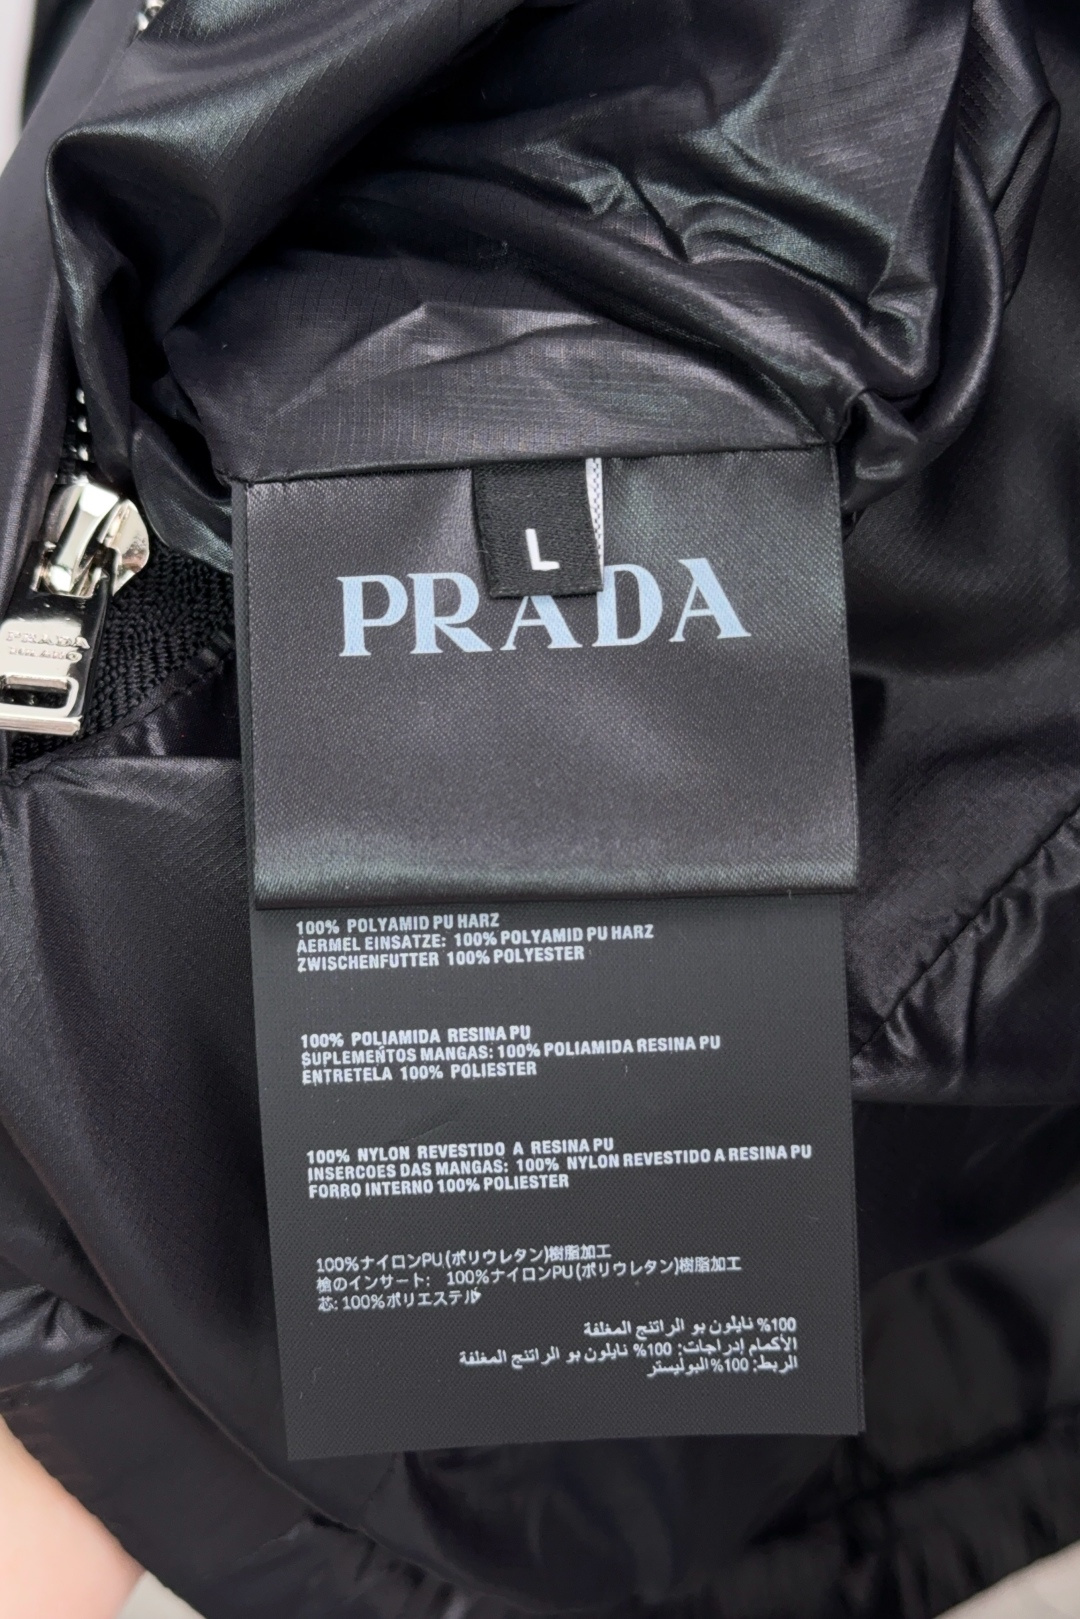 L
PRADA
PRADA
100% POLYAMID PU HARZ
AERMEL EINSATZE: 100% POLYAMID PU HARZ
ZWISCHENFUTTER 100% POLYESTER
100% POLIAMIDA RESINA PU
SUPLEMEŃTOS MANGAS: 100% POLIAMIDA RESINA PU
ENTRETELA 100% POLIESTER
100% NYLON REVESTIDO A RESINA PU
INSERCOES DAS MANGAS: 100% NYLON REVESTIDO A RESINA PU
FORRO INTERNO 100% POLIESTER
100%ナイロンPU(ポリウレタン)樹脂加工
袖のインサート: 100%ナイロンPU(ポリウレタン)樹脂加工
芯: 100%ポリエステル
100% نايلون بو الراتنج المغلفة
الأكمام إدراجات: 100% نايلون بو الراتنج المغلفة
الربط: 100% البوليستر